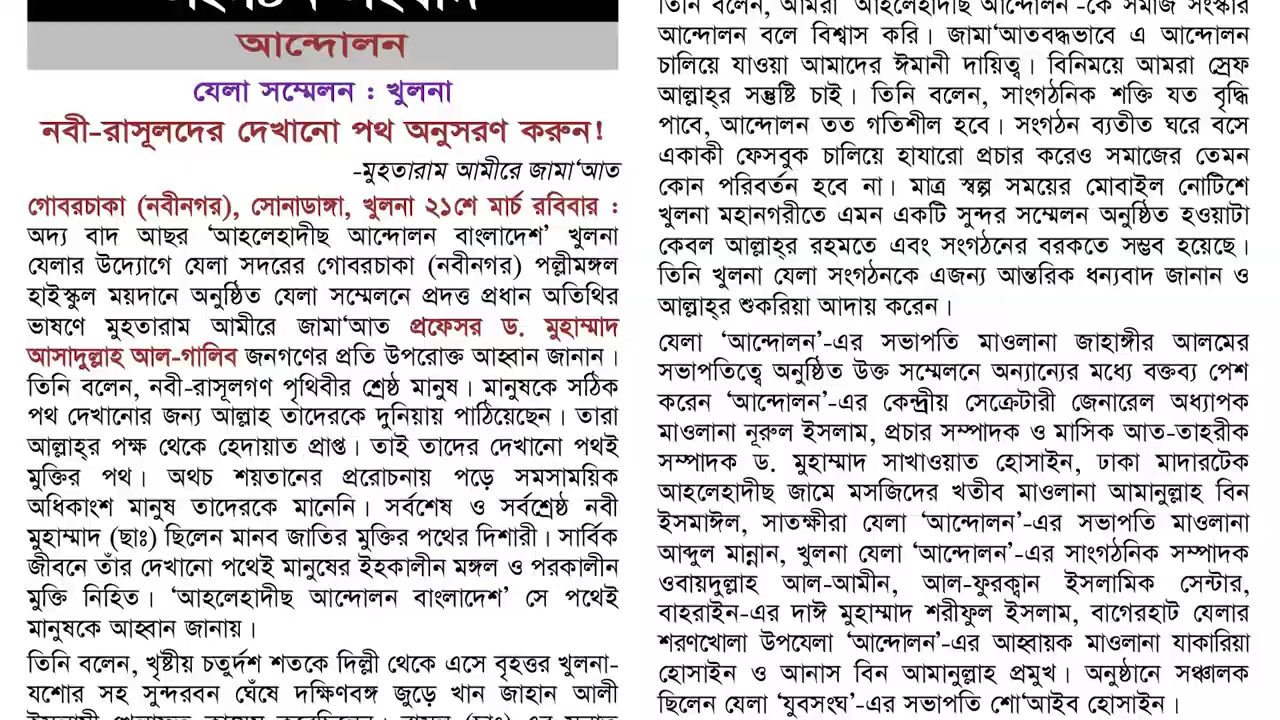 সংগঠন সংবাদ
আন্দোলন
যেলা সম্মেলন : খুলনা
নবী-রাসূলদের দেখানো পথ অনুসরণ করুন!
-মুহতারাম আমীরে জামা‘আত
গোবরচাকা (নবীনগর), সোনাডাঙ্গা, খুলনা ২১শে মার্চ রবিবার :
অদ্য বাদ আছর ‘আহলেহাদীছ আন্দোলন বাংলাদেশ’ খুলনা
যেলার উদ্যোগে যেলা সদরের গোবরচাকা (নবীনগর) পল্লীমঙ্গল
হাইস্কুল ময়দানে অনুষ্ঠিত যেলা সম্মেলনে প্রদত্ত প্রধান অতিথির
ভাষণে মুহতারাম আমীরে জামা‘আত প্রফেসর ড. মুহাম্মাদ
আসাদুল্লাহ আল-গালিব জনগণের প্রতি উপরোক্ত আহ্বান জানান।
তিনি বলেন, নবী-রাসূলগণ পৃথিবীর শ্রেষ্ঠ মানুষ। মানুষকে সঠিক
পথ দেখানোর জন্য আল্লাহ তাদেরকে দুনিয়ায় পাঠিয়েছেন। তারা
আল্লাহ্‌র পক্ষ থেকে হেদায়াত প্রাপ্ত। তাই তাদের দেখানো পথই
মুক্তির পথ। অথচ শয়তানের প্ররোচনায় পড়ে সমসাময়িক
অধিকাংশ মানুষ তাদেরকে মানেনি। সর্বশেষ ও সর্বশ্রেষ্ঠ নবী
মুহাম্মাদ (ছাঃ) ছিলেন মানব জাতির মুক্তির পথের দিশারী। সার্বিক
জীবনে তাঁর দেখানো পথেই মানুষের ইহকালীন মঙ্গল ও পরকালীন
মুক্তি নিহিত। ‘আহলেহাদীছ আন্দোলন বাংলাদেশ’ সে পথেই
মানুষকে আহ্বান জানায়।
তিনি বলেন, খৃষ্টীয় চতুর্দশ শতকে দিল্লী থেকে এসে বৃহত্তর খুলনা-
যশোর সহ সুন্দরবন ঘেঁষে দক্ষিণবঙ্গ জুড়ে খান জাহান আলী
তিনি বলেন, আমরা ‘আহলেহাদীছ আন্দোলন’-কে সমাজ সংস্কার
আন্দোলন বলে বিশ্বাস করি। জামা‘আতবদ্ধভাবে এ আন্দোলন
চালিয়ে যাওয়া আমাদের ঈমানী দায়িত্ব। বিনিময়ে আমরা স্রেফ
আল্লাহ্‌র সন্তুষ্টি চাই। তিনি বলেন, সাংগঠনিক শক্তি যত বৃদ্ধি
পাবে, আন্দোলন তত গতিশীল হবে। সংগঠন ব্যতীত ঘরে বসে
একাকী ফেসবুক চালিয়ে হাযারো প্রচার করেও সমাজের তেমন
কোন পরিবর্তন হবে না। মাত্র স্বল্প সময়ের মোবাইল নোটিশে
খুলনা মহানগরীতে এমন একটি সুন্দর সম্মেলন অনুষ্ঠিত হওয়াটা
কেবল আল্লাহ্‌র রহমতে এবং সংগঠনের বরকতে সম্ভব হয়েছে।
তিনি খুলনা যেলা সংগঠনকে এজন্য আন্তরিক ধন্যবাদ জানান ও
আল্লাহ্‌র শুকরিয়া আদায় করেন।
যেলা ‘আন্দোলন’-এর সভাপতি মাওলানা জাহাঙ্গীর আলমের
সভাপতিত্বে অনুষ্ঠিত উক্ত সম্মেলনে অন্যান্যের মধ্যে বক্তব্য পেশ
করেন ‘আন্দোলন’-এর কেন্দ্রীয় সেক্রেটারী জেনারেল অধ্যাপক
মাওলানা নূরুল ইসলাম, প্রচার সম্পাদক ও মাসিক আত-তাহরীক
সম্পাদক ড. মুহাম্মাদ সাখাওয়াত হোসাইন, ঢাকা মাদারটেক
আহলেহাদীছ জামে মসজিদের খতীব মাওলানা আমানুল্লাহ বিন
ইসমাঈল, সাতক্ষীরা যেলা ‘আন্দোলন’-এর সভাপতি মাওলানা
আব্দুল মান্নান, খুলনা যেলা ‘আন্দোলন’-এর সাংগঠনিক সম্পাদক
ওবায়দুল্লাহ আল-আমীন, আল-ফুরক্বান ইসলামিক সেন্টার,
বাহরাইন-এর দাঈ মুহাম্মাদ শরীফুল ইসলাম, বাগেরহাট যেলার
শরণখোলা উপযেলা ‘আন্দোলন’-এর আহ্বায়ক মাওলানা যাকারিয়া
হোসাইন ও আনাস বিন আমানুল্লাহ প্রমুখ। অনুষ্ঠানে সঞ্চালক
ছিলেন যেলা ‘যুবসংঘ’-এর সভাপতি শো‘আইব হোসাইন।